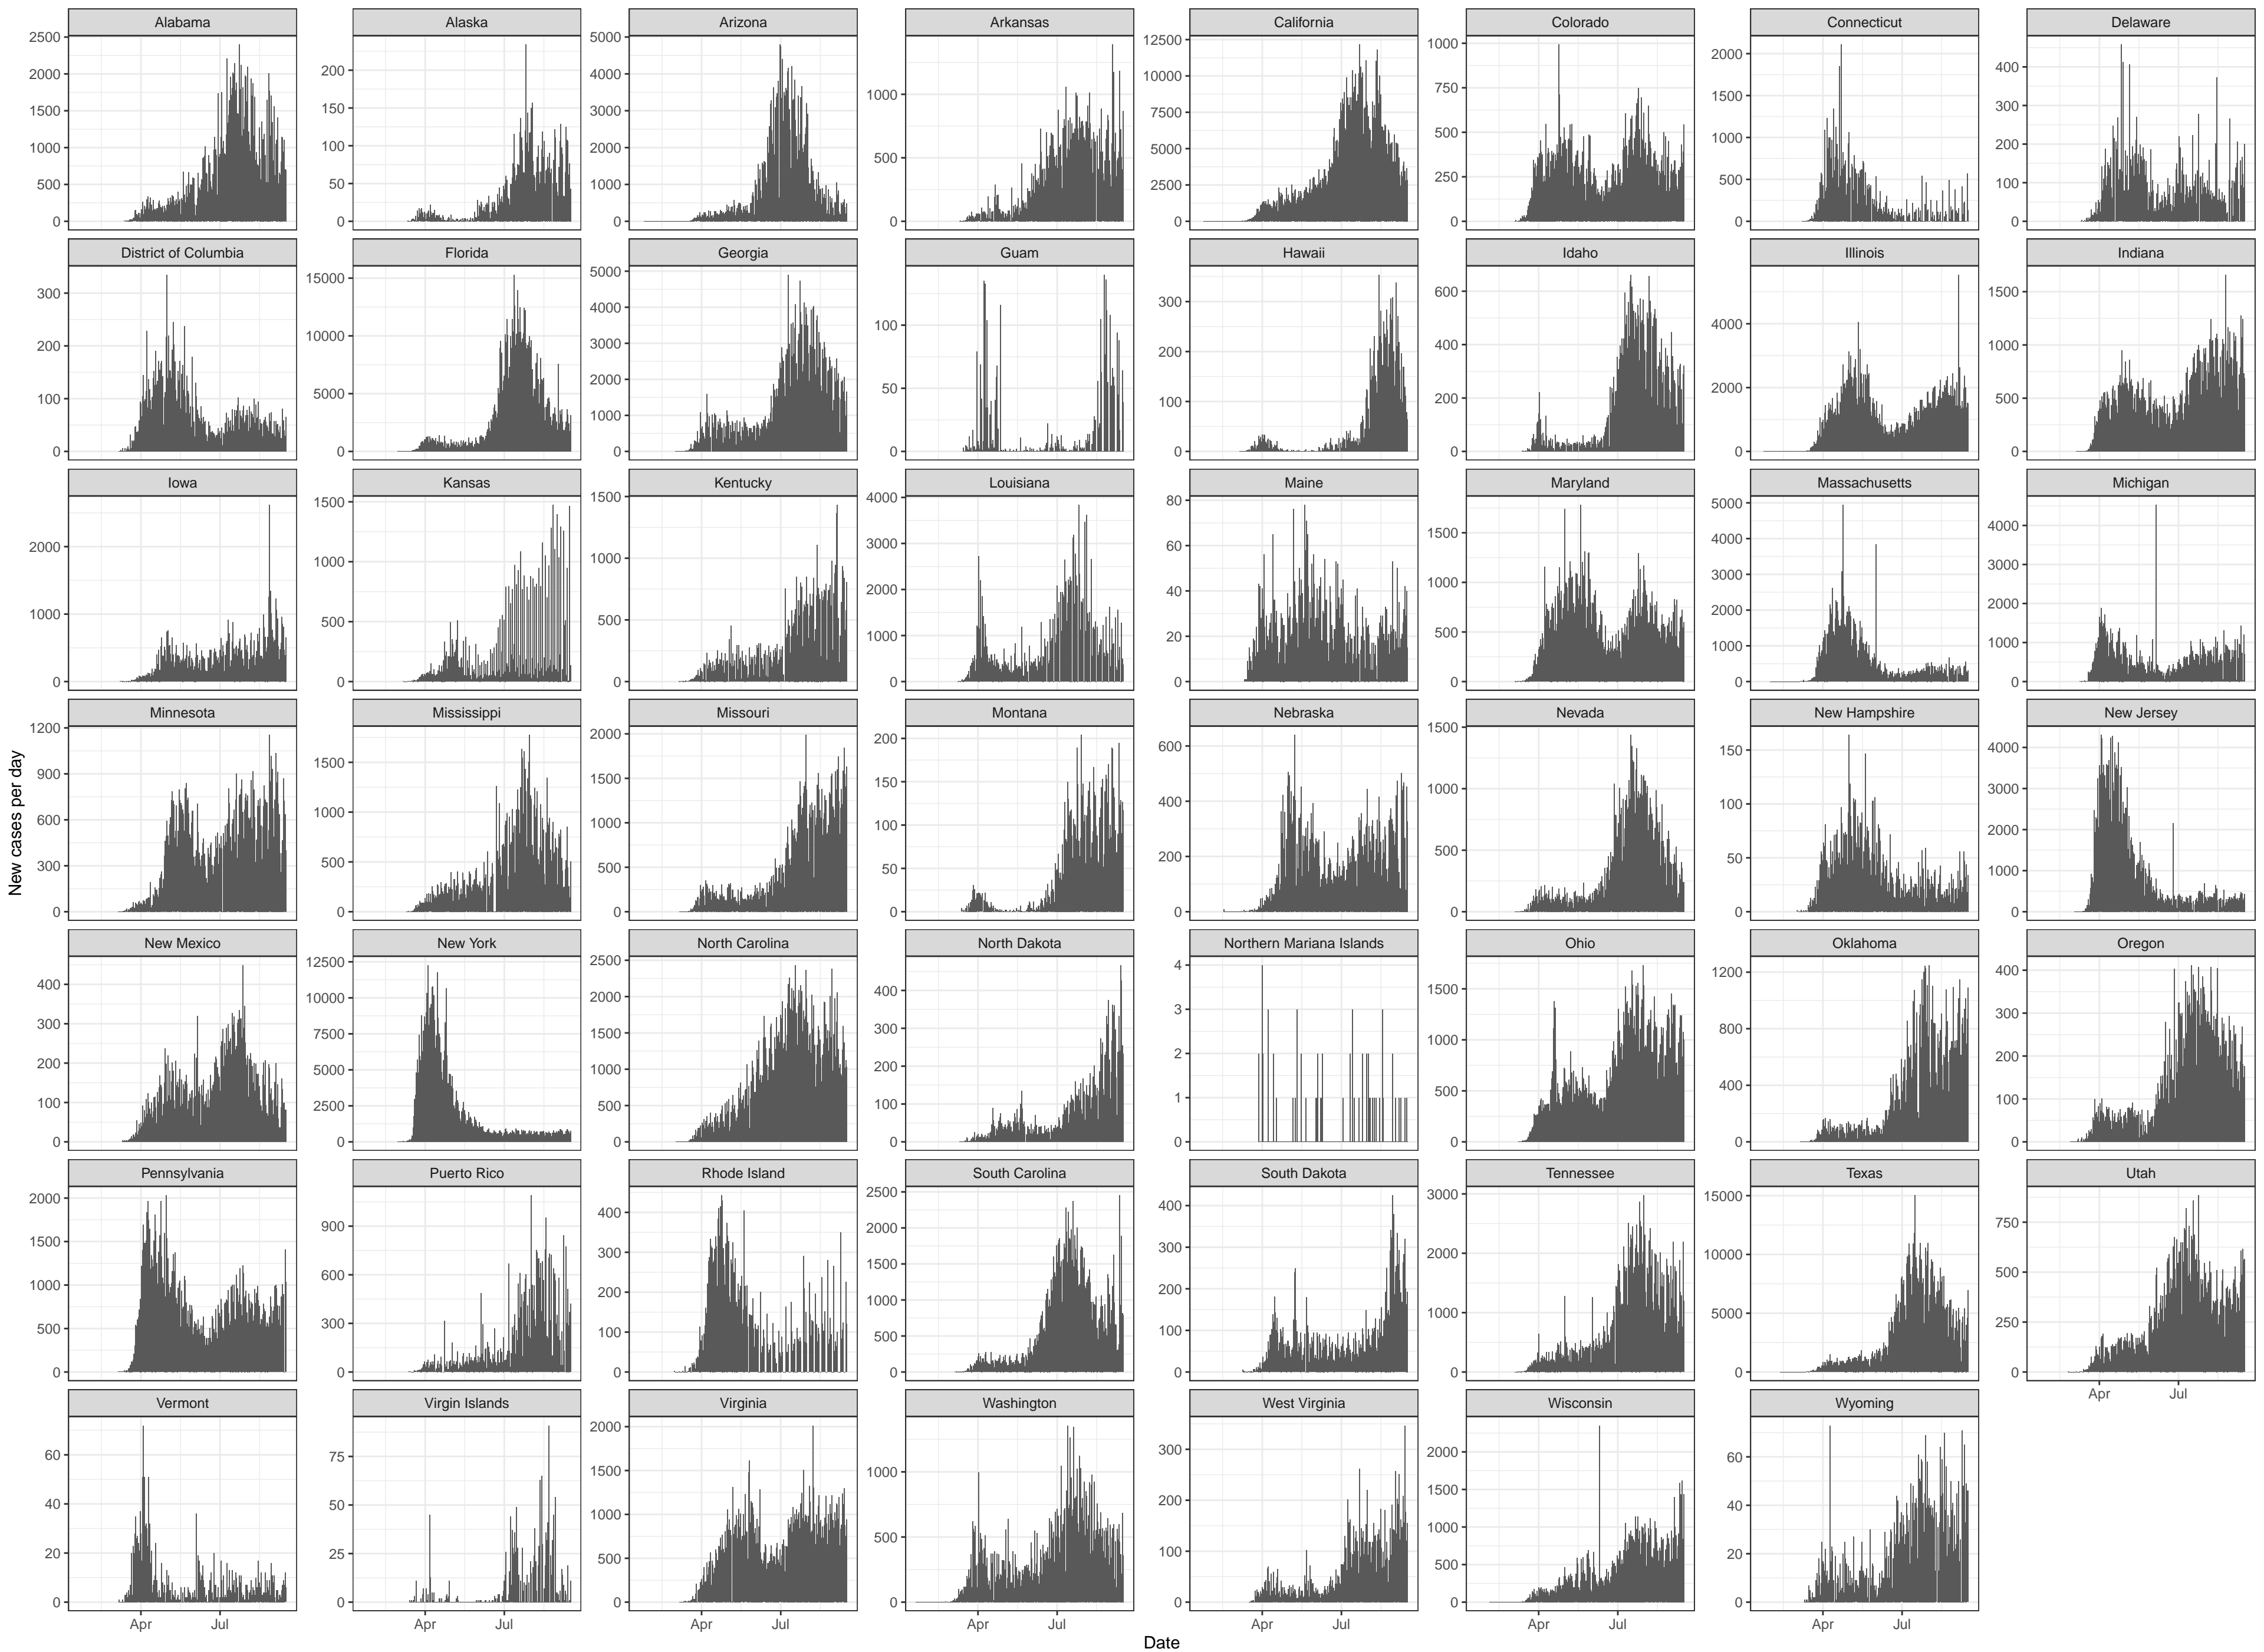 New cases per day
Alabama Alaska Arizona Arkansas California Colorado Connecticut Delaware
2500 2000 1500 1000 500 0
200 150 100 50 0
5000 4000 3000 2000 1000 0
1000 500 0
12500 10000 7500 5000 2500 0
1000 750 500 250 0
2000 1500 1000 500 0
400 300 200 100 0
District of Columbia Florida Georgia Guam Hawaii Idaho Illinois Indiana
300 200 100 0
15000 10000 5000 0
5000 4000 3000 2000 1000 0
100 50 0
300 200 100 0
600 400 200 0
4000 2000 0
1500 1000 500 0
Iowa Kansas Kentucky Louisiana Maine Maryland Massachusetts Michigan
2000 1000 0
1500 1000 500 0
1500 1000 500 0
4000 3000 2000 1000 0
80 60 40 20 0
1500 1000 500 0
5000 4000 3000 2000 1000 0
4000 3000 2000 1000 0
Minnesota Mississippi Missouri Montana Nebraska Nevada New Hampshire New Jersey
1200 900 600 300 0
1500 1000 500 0
2000 1500 1000 500 0
200 150 100 50 0
600 400 200 0
1500 1000 500 0
150 100 50 0
4000 3000 2000 1000 0
New Mexico New York North Carolina North Dakota Northern Mariana Islands Ohio Oklahoma Oregon
400 300 200 100 0
12500 10000 7500 5000 2500 0
2500 2000 1500 1000 500 0
400 300 200 100 0
4 3 2 1 0
1500 1000 500 0
1200 800 400 0
400 300 200 100 0
Pennsylvania Puerto Rico Rhode Island South Carolina South Dakota Tennessee Texas Utah
2000 1500 1000 500 0
900 600 300 0
400 300 200 100 0
2500 2000 1500 1000 500 0
400 300 200 100 0
3000 2000 1000 0
15000 10000 5000 0
750 500 250 0
Apr Jul
Vermont Virgin Islands Virginia Washington West Virginia Wisconsin Wyoming
60 40 20 0
75 50 25 0
2000 1500 1000 500 0
1000 500 0
300 200 100 0
2000 1500 1000 500 0
60 40 20 0
Apr Jul Apr Jul Apr Jul Apr Jul Apr Jul Apr Jul Apr Jul
Date